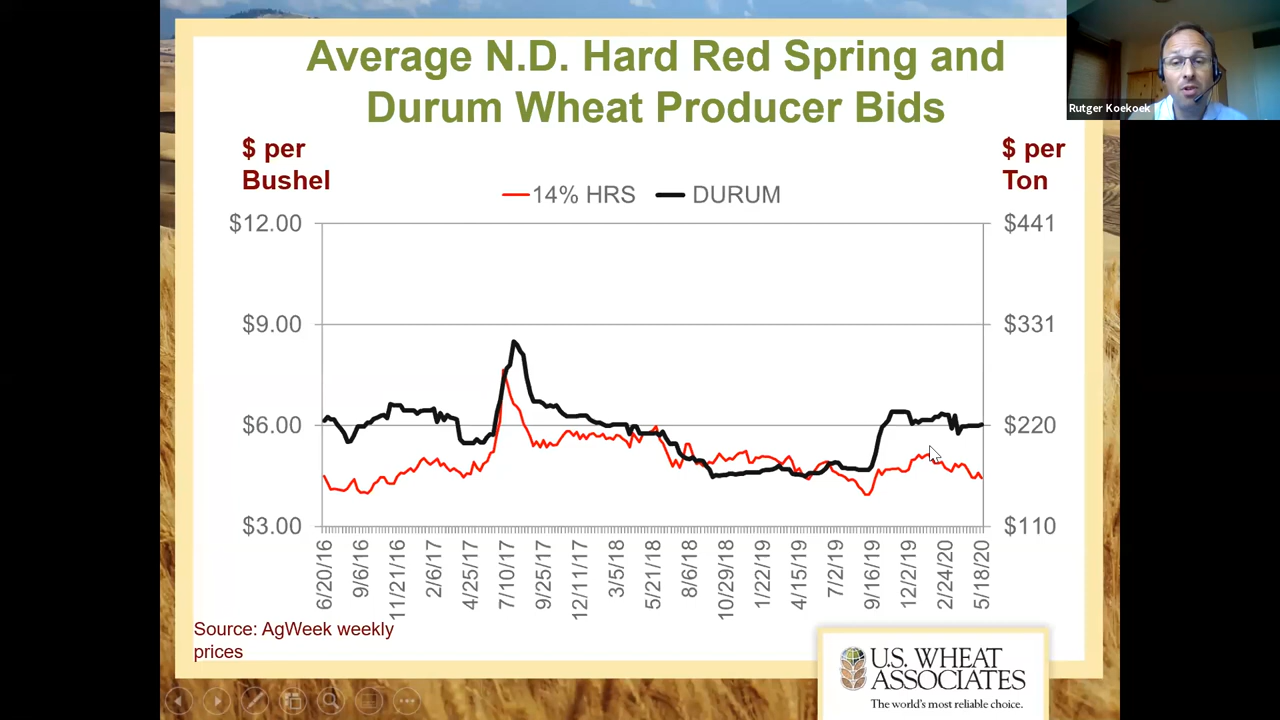 Average N.D. Hard Red Spring and
Durum Wheat Producer Bids
Rutger Koekoek
$ per
Bushel
$ per
Ton
14% HRS DURUM
$12.00
$9.00
$6.00
$3.00
$441
$331
$220
$110
6/20/16
9/6/16
11/21/16
2/6/17
4/25/17
7/10/17
9/25/17
12/11/17
3/5/18
5/21/18
8/6/18
10/29/18
1/22/19
4/15/19
7/2/19
9/16/19
12/2/19
2/24/20
5/18/20
Source: AgWeek weekly
prices
U.S. WHEAT
ASSOCIATES
The world's most reliable choice.